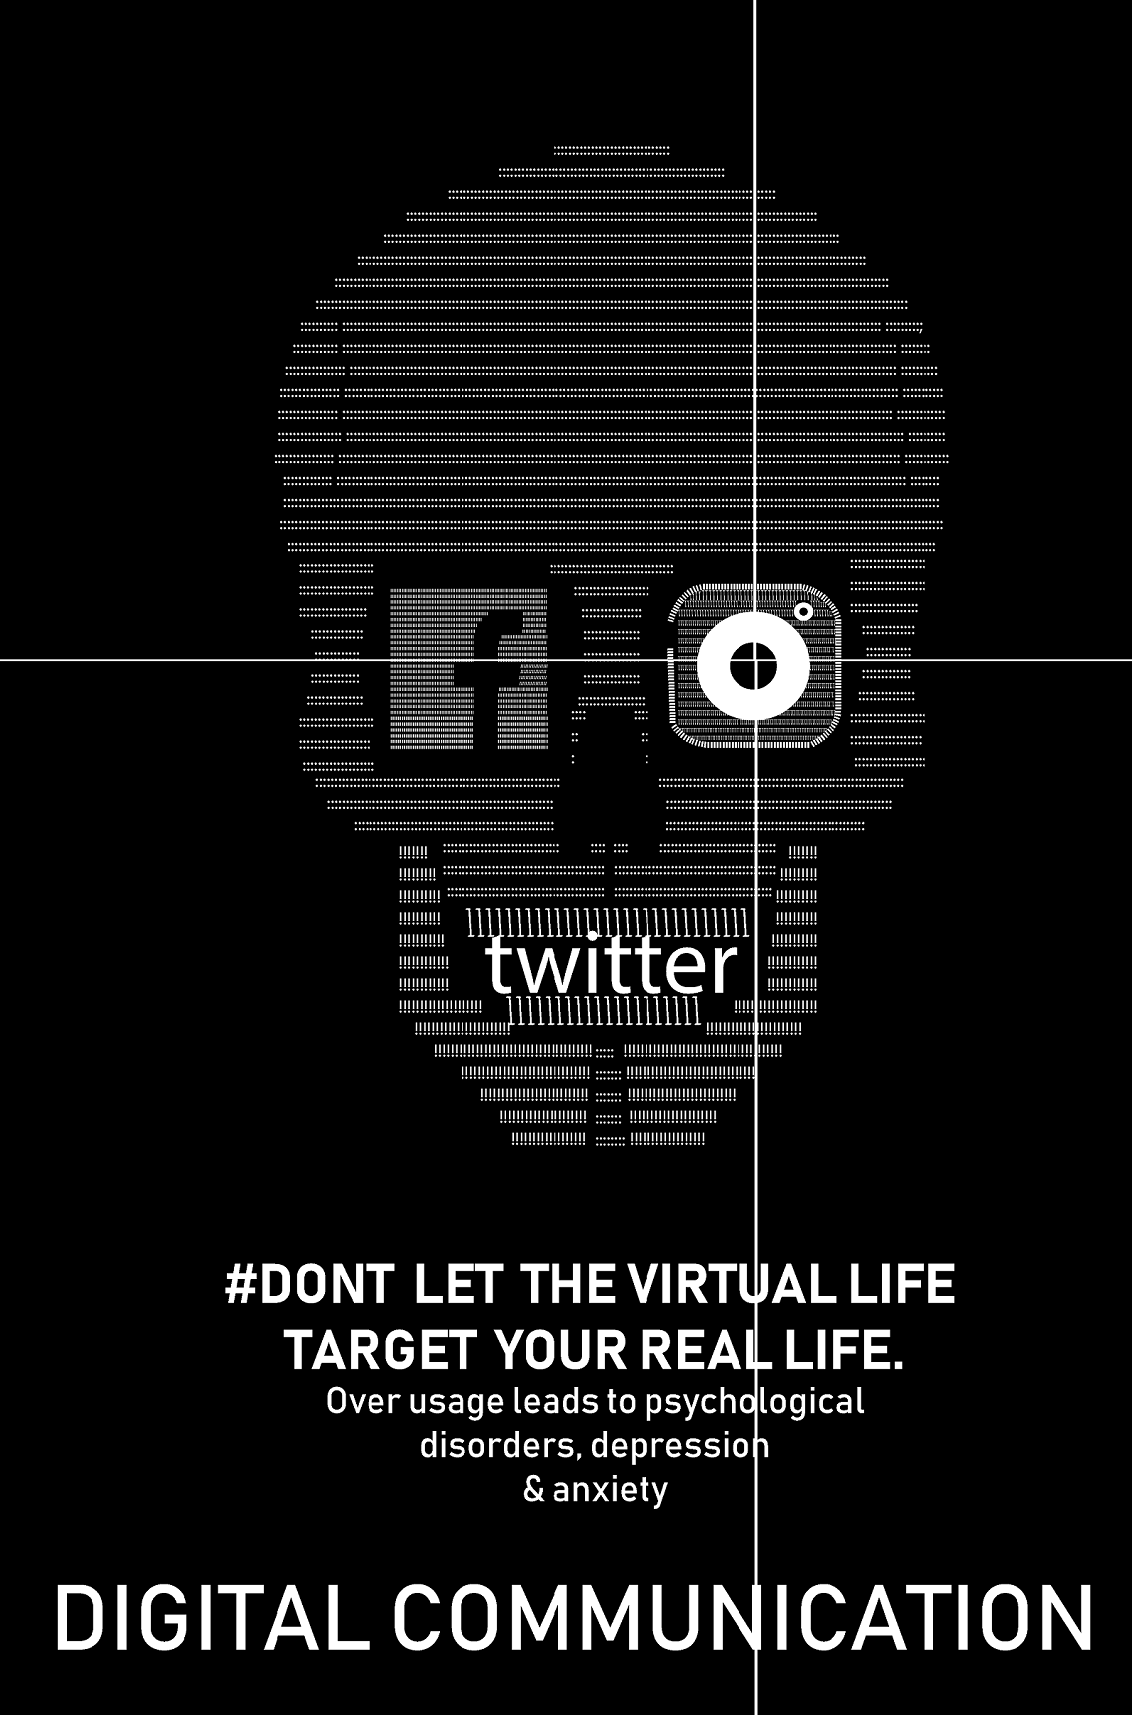 f
twitter
#DONT LET THE VIRTUAL LIFE
TARGET YOUR REAL LIFE.
Over usage leads to psychological
disorders, depression
& anxiety
DIGITAL COMMUNICATION